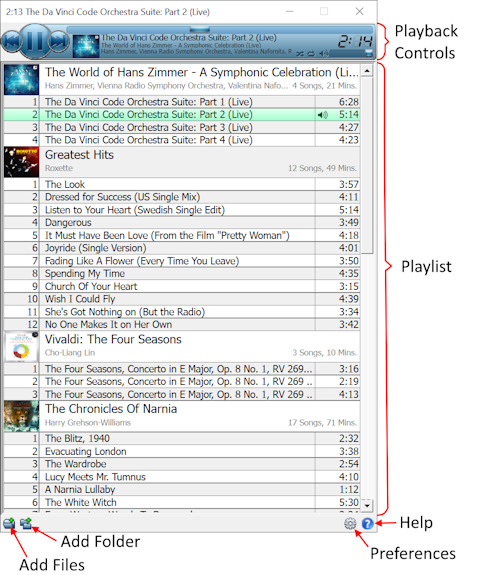 2:13 The Da Vinci Code Orchestra Suite: Part 2 (Live)
The Da Vinci Code Orchestra Suite: Part 2 (Live)
The World of Hans Zimmer - A Symphonic Celebration (Live)
Hans Zimmer, Vienna Radio Symphony Orchestra, Valentina Nafornita, R
2:14
Playback
Controls
The World of Hans Zimmer - A Symphonic Celebration (Li...
Hans Zimmer, Vienna Radio Symphony Orchestra, Valentina Nafo... 4 Songs, 21 Mins.
1 The Da Vinci Code Orchestra Suite: Part 1 (Live) 6:28
2 The Da Vinci Code Orchestra Suite: Part 2 (Live) 5:14
3 The Da Vinci Code Orchestra Suite: Part 3 (Live) 4:27
4 The Da Vinci Code Orchestra Suite: Part 4 (Live) 4:23
Greatest Hits
Roxette 12 Songs, 49 Mins.
1 The Look 3:57
2 Dressed for Success (US Single Mix) 4:11
3 Listen to Your Heart (Swedish Single Edit) 5:14
4 Dangerous 3:49
5 It Must Have Been Love (From the Film "Pretty Woman") 4:18
6 Joyride (Single Version) 4:01
7 Fading Like A Flower (Every Time You Leave) 3:50
8 Spending My Time 4:35
9 Church Of Your Heart 3:15
10 Wish I Could Fly 4:39
11 She's Got Nothing on (But the Radio) 3:34
12 No One Makes It on Her Own 3:42
Playlist
Vivaldi: The Four Seasons
Cho-Liang Lin 3 Songs, 10 Mins.
1 The Four Seasons, Concerto in E Major, Op. 8 No. 1, RV 269... 3:16
2 The Four Seasons, Concerto in E Major, Op. 8 No. 1, RV 269 .. 2:19
3 The Four Seasons, Concerto in E Major, Op. 8 No. 1, RV 269 .. 4:13
The Chronicles Of Narnia
Harry Grehson-Williams 17 Songs, 71 Mins.
1 The Blitz, 1940 2:32
2 Evacuating London 3:38
3 The Wardrobe 2:54
4 Lucy Meets Mr. Tumnus 4:10
5 A Narnia Lullaby 1:12
6 The White Witch 5:30
Help
Add Folder
Preferences
Add Files